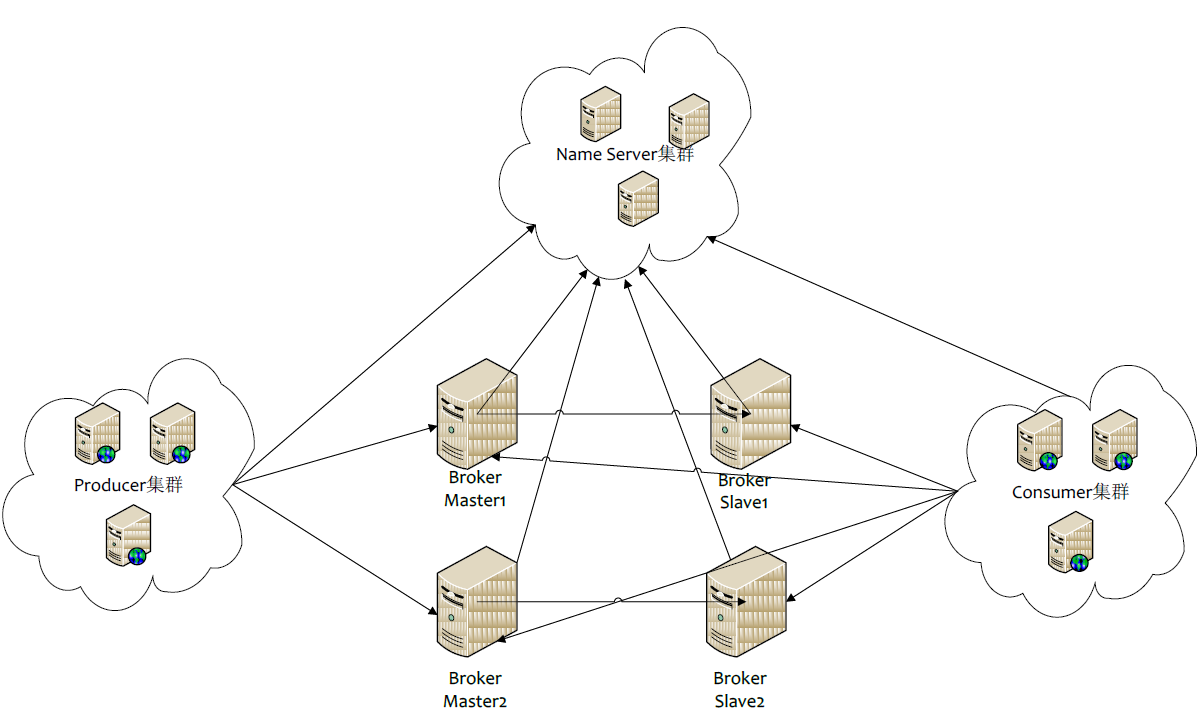 Name Server集群
Broker
Master1
Broker
Slave1
Producer集群
Consumer集群
Broker
Master2
Broker
Slave2